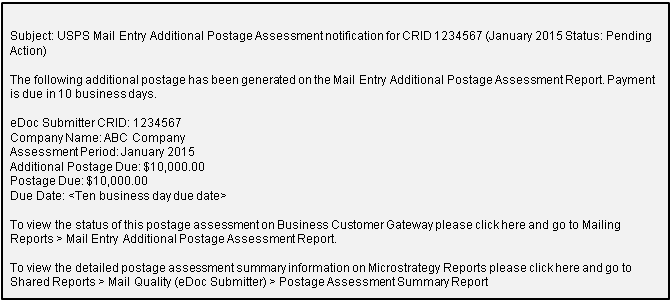 Subject: USPS Mail Entry Additional Postage Assessment notification for CRID 1234567 (January 2015 Status: Pending
Action)
The following additional postage has been generated on the Mail Entry Additional Postage Assessment Report. Payment
is due in 10 business days.
eDoc Submitter CRID: 1234567
Company Name: ABC Company
Assessment Period: January 2015
Additional Postage Due: $10,000.00
Postage Due: $10,000.00
Due Date: <Ten business day due date>
To view the status of this postage assessment on Business Customer Gateway please click here and go to Mailing
Reports > Mail Entry Additional Postage Assessment Report.
To view the detailed postage assessment summary information on Microstrategy Reports please click here and go to
Shared Reports > Mail Quality (eDoc Submitter) > Postage Assessment Summary Report